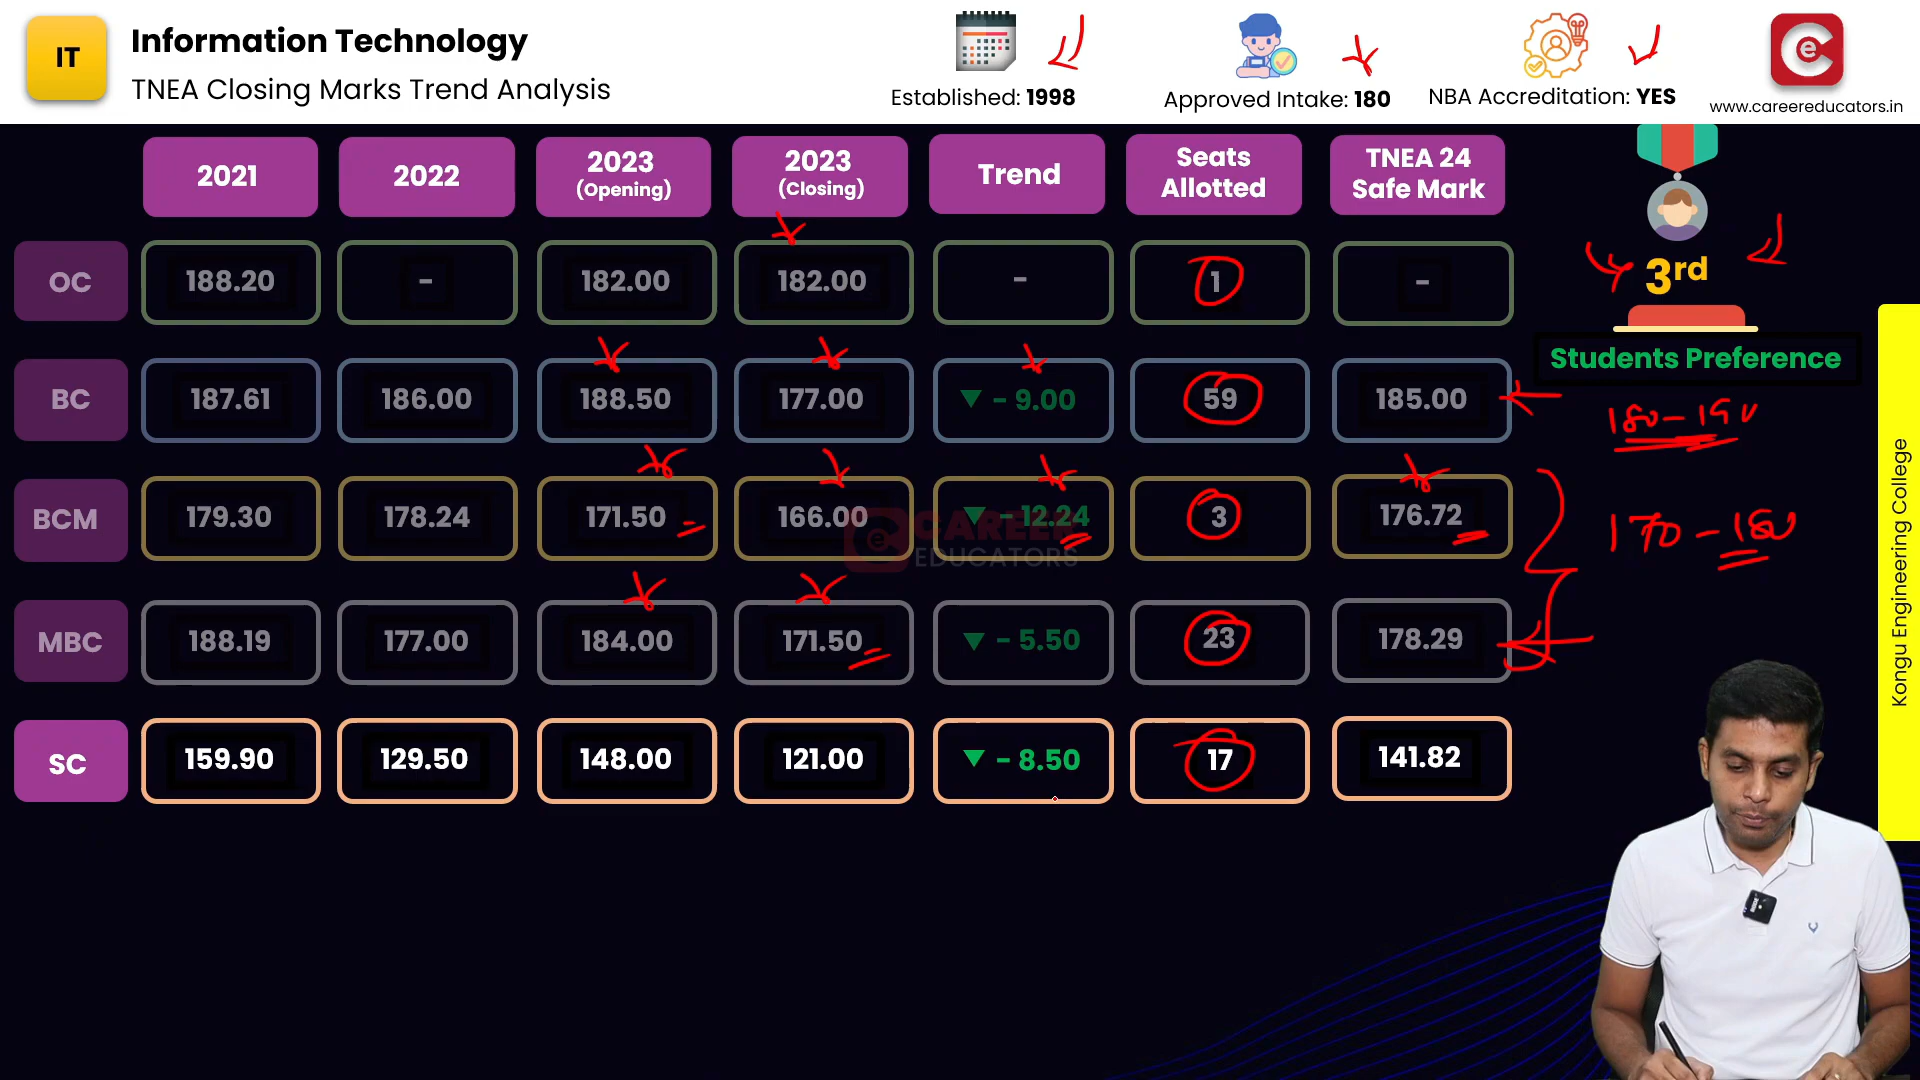 IT
Information Technology
TNEA Closing Marks Trend Analysis
Established: 1998
Approved Intake: 180
NBA Accreditation: YES
e
www.careereducators.in
2021
2022
2023
(Opening)
2023
(Closing)
Trend
Seats
Allotted
TNEA 24
Safe Mark
OC
188.20
-
182.00
182.00
-
1
-
BC
187.61
186.00
188.50
177.00
▼ - 9.00
59
185.00
BCM
179.30
178.24
171.50
166.00
▼ - 12.24
3
176.72
MBC
188.19
177.00
184.00
171.50
▼ - 5.50
23
178.29
SC
159.90
129.50
148.00
121.00
▼ - 8.50
17
141.82
e CAREER
EDUCATORS
3rd
Students Preference
180 - 190
170 - 180
Kongu Engineering College